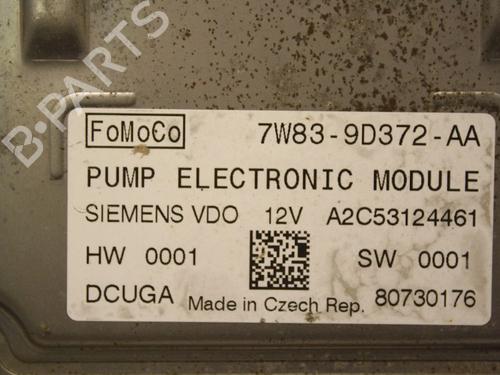 B-PARTS
FoMoCo 7W83-9D372-AA
PUMP ELECTRONIC MODULE
SIEMENS VDO 12V A2C53124461
HW 0001 SW 0001
DCUGA Made in Czech Rep. 80730176